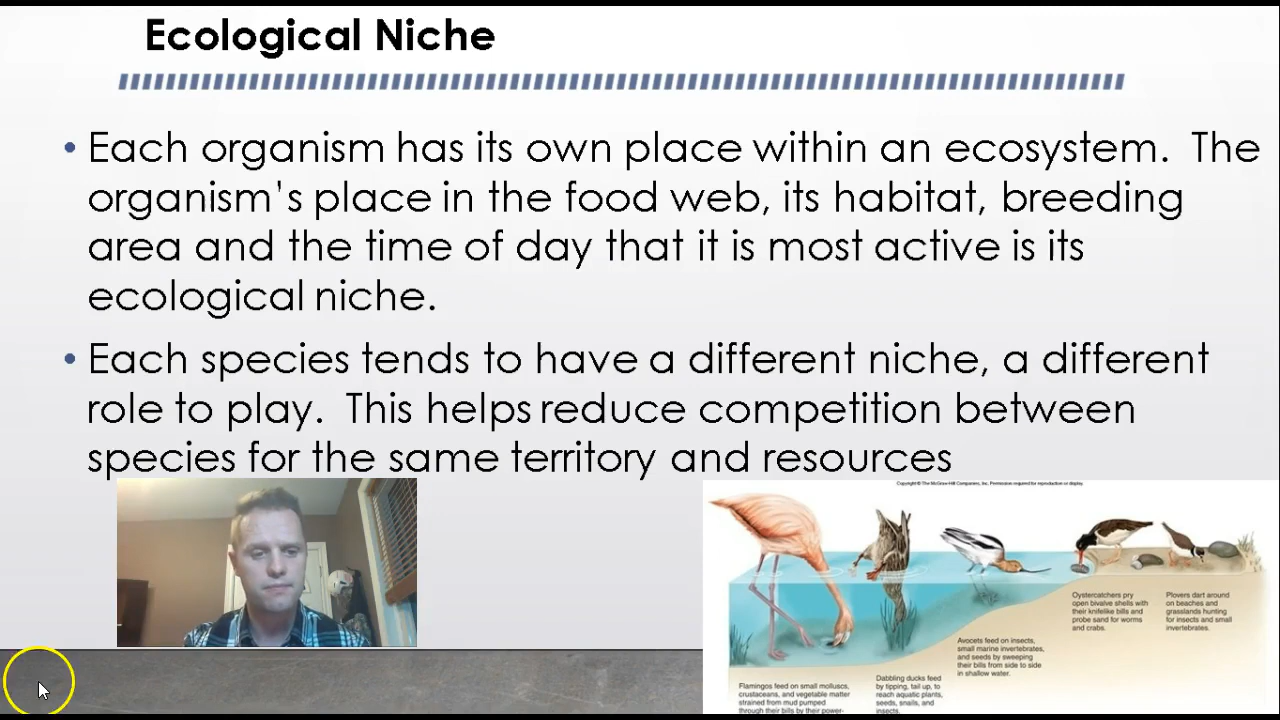 Ecological Niche
• Each organism has its own place within an ecosystem. The
organism's place in the food web, its habitat, breeding
area and the time of day that it is most active is its
ecological niche.
• Each species tends to have a different niche, a different
role to play. This helps reduce competition between
species for the same territory and resources
Copyright © The McGraw-Hill Companies, Inc. Permission required for reproduction or display.
Flamingos feed on small molluscs,
crustaceans, and vegetable matter
strained from mud pumped
through their bills by their power-
Dabbling ducks feed
by tipping, tail up, to
reach aquatic plants,
seeds, snails, and
insects.
Avocets feed on insects,
small marine invertebrates,
and seeds by sweeping
their bills from side to side
in shallow water.
Oystercatchers pry
open bivalve shells with
their knifelike bills and
probe sand for worms
and crabs.
Plovers dart around
on beaches and
grasslands hunting
for insects and small
invertebrates.